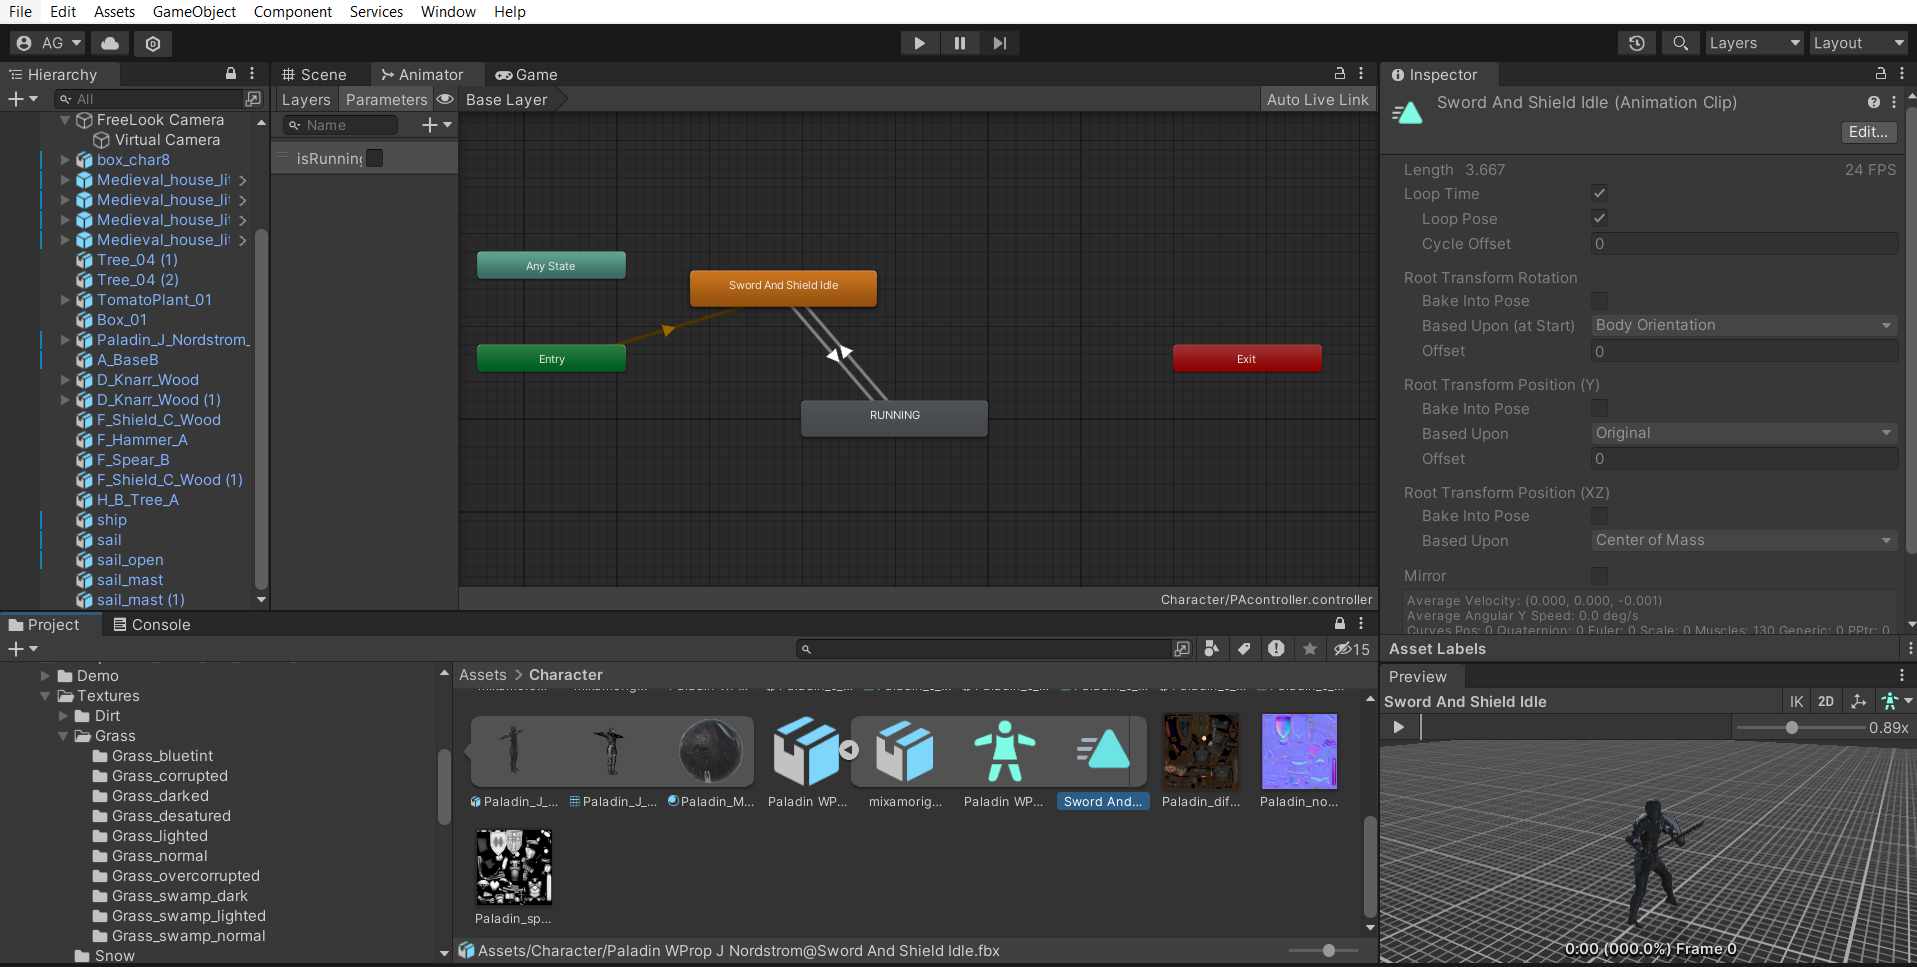 File Edit Assets GameObject Component Services Window Help
AG
Layers Layout
Hierarchy
All
FreeLook Camera
Virtual Camera
box_char8
Medieval_house_lit
Medieval_house_lit
Medieval_house_lit
Medieval_house_lit
Tree_04 (1)
Tree_04 (2)
TomatoPlant_01
Box_01
Paladin_J_Nordstrom_
A_BaseB
D_Knarr_Wood
D_Knarr_Wood (1)
F_Shield_C_Wood
F_Hammer_A
F_Spear_B
F_Shield_C_Wood (1)
H_B_Tree_A
ship
sail
sail_open
sail_mast
sail_mast (1)
Scene Animator Game
Layers Parameters Base Layer Auto Live Link
Name
isRunning
Any State
Sword And Shield Idle
Entry
Exit
RUNNING
Character/PAcontroller.controller
Inspector
Sword And Shield Idle (Animation Clip)
Edit...
Length 3.667 24 FPS
Loop Time
Loop Pose
Cycle Offset 0
Root Transform Rotation
Bake Into Pose
Based Upon (at Start) Body Orientation
Offset 0
Root Transform Position (Y)
Bake Into Pose
Based Upon Original
Offset 0
Root Transform Position (XZ)
Bake Into Pose
Based Upon Center of Mass
Mirror
Average Velocity: (0.000, 0.000, -0.001)
Average Angular Y Speed: 0.0 deg/s
Curves Pos: 0 Quaternion: 0 Euler: 0 Scale: 0 Muscles: 130 Generic: 0 PPtr: 0
Asset Labels
Project Console
15
Demo
Textures
Dirt
Grass
Grass_bluetint
Grass_corrupted
Grass_darked
Grass_desatured
Grass_lighted
Grass_normal
Grass_overcorrupted
Grass_swamp_dark
Grass_swamp_lighted
Grass_swamp_normal
Snow
Assets > Character
Paladin_J_... Paladin_J_... Paladin_M... Paladin WP... mixamorig... Paladin WP... Sword And... Paladin_dif... Paladin_no...
Paladin_sp...
Assets/Character/Paladin WProp J Nordstrom@Sword And Shield Idle.fbx
Preview
Sword And Shield Idle IK 2D
0.89x
0:00 (000.0%) Frame 0